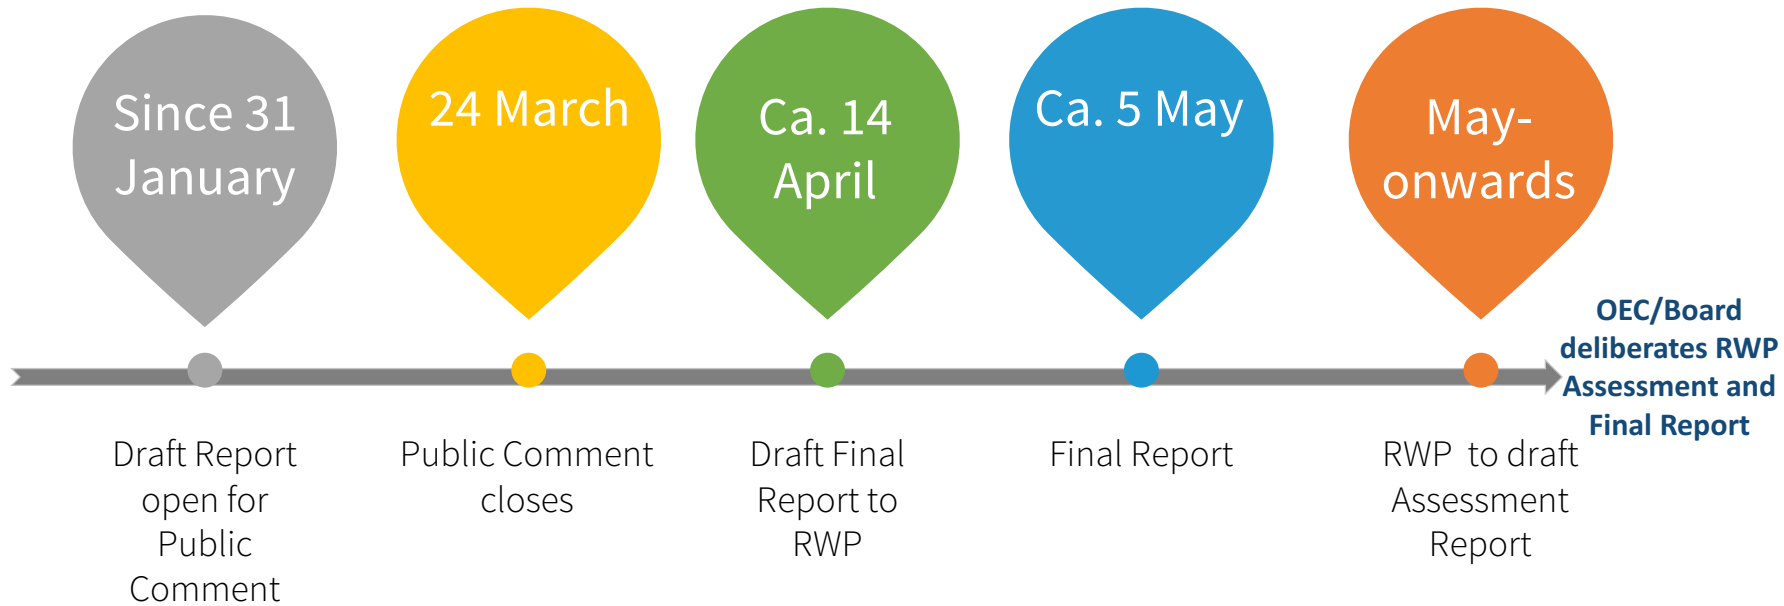 Since 31
January
24 March
Ca. 14
April
Ca. 5 May
May-
onwards
OEC/Board
deliberates RWP
Assessment and
Final Report
Draft Report
open for
Public
Comment
Public Comment
closes
Draft Final
Report to
RWP
Final Report
RWP  to draft
Assessment
Report